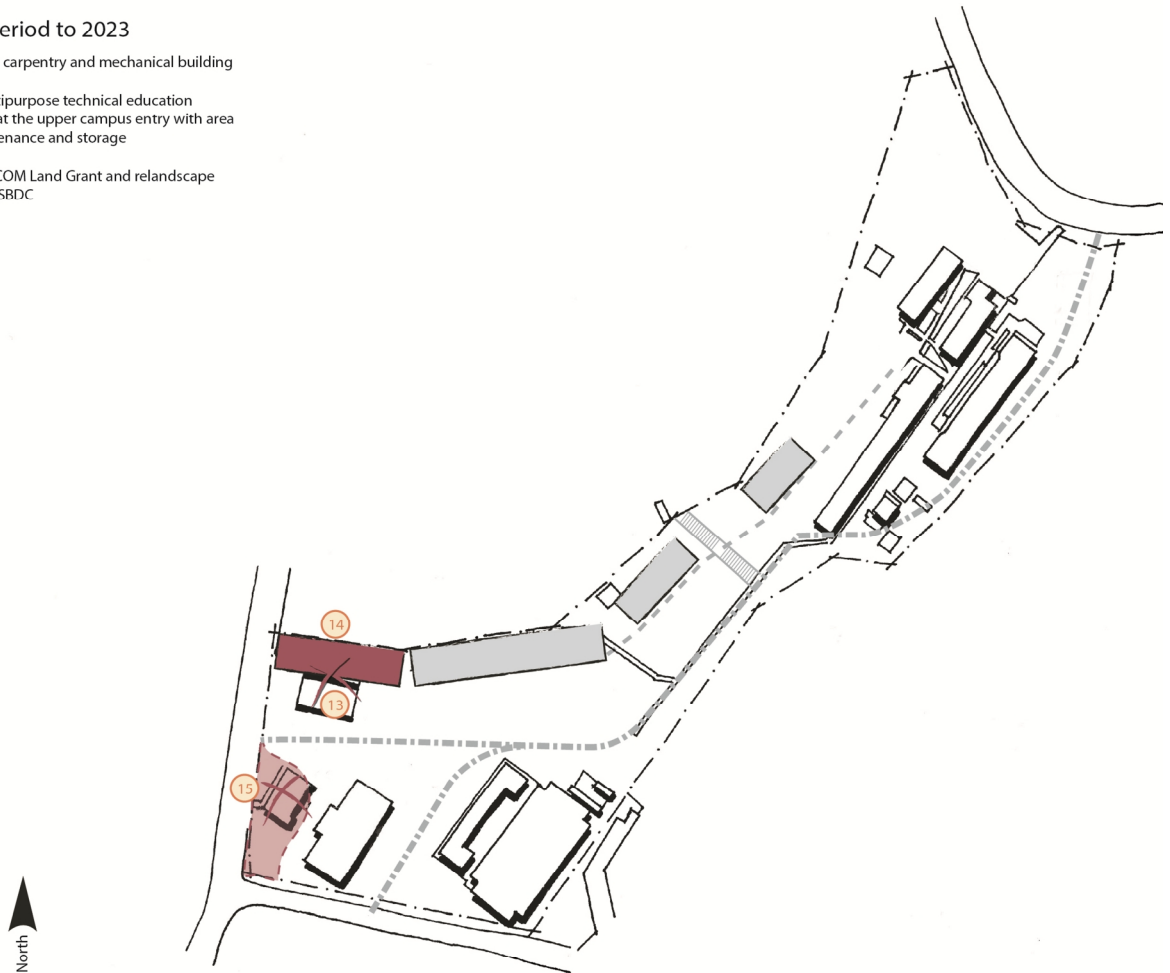 eriod to 2023
carpentry and mechanical building
tipurpose technical education
at the upper campus entry with area
enance and storage
COM Land Grant and relandscape
SBDC
14
13
15
North